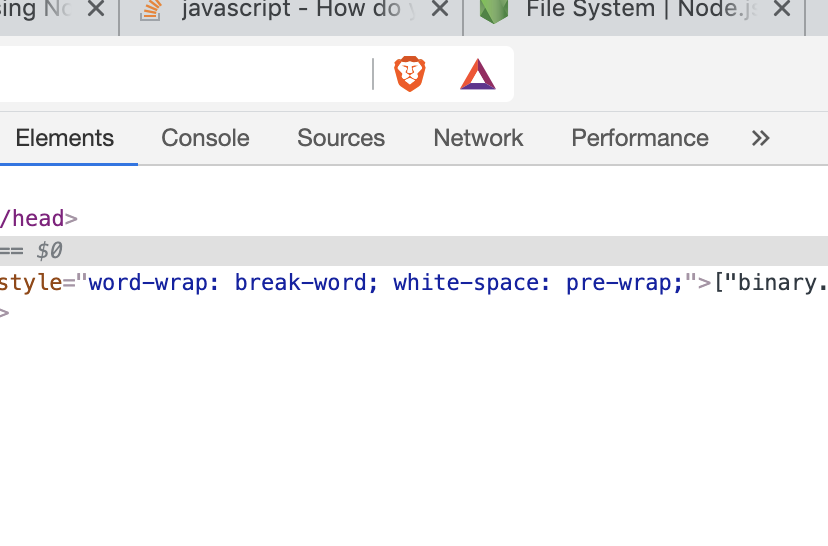 sing No
javascript - How do y
File System | Node.js
Elements Console Sources Network Performance
/head>
== $0
style="word-wrap: break-word; white-space: pre-wrap;">["binary.
>